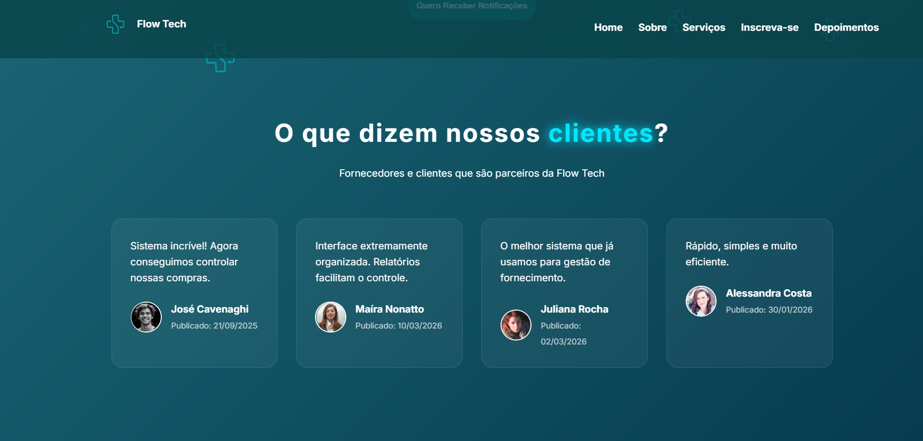 Quero Receber Notificações
Flow Tech
Home Sobre Serviços Inscreva-se Depoimentos
O que dizem nossos clientes?
Fornecedores e clientes que são parceiros da Flow Tech
Sistema incrível! Agora
conseguimos controlar
nossas compras.
José Cavenaghi
Publicado: 21/09/2025
Interface extremamente
organizada. Relatórios
facilitam o controle.
Maíra Nonatto
Publicado: 10/03/2026
O melhor sistema que já
usamos para gestão de
fornecimento.
Juliana Rocha
Publicado:
02/03/2026
Rápido, simples e muito
eficiente.
Alessandra Costa
Publicado: 30/01/2026